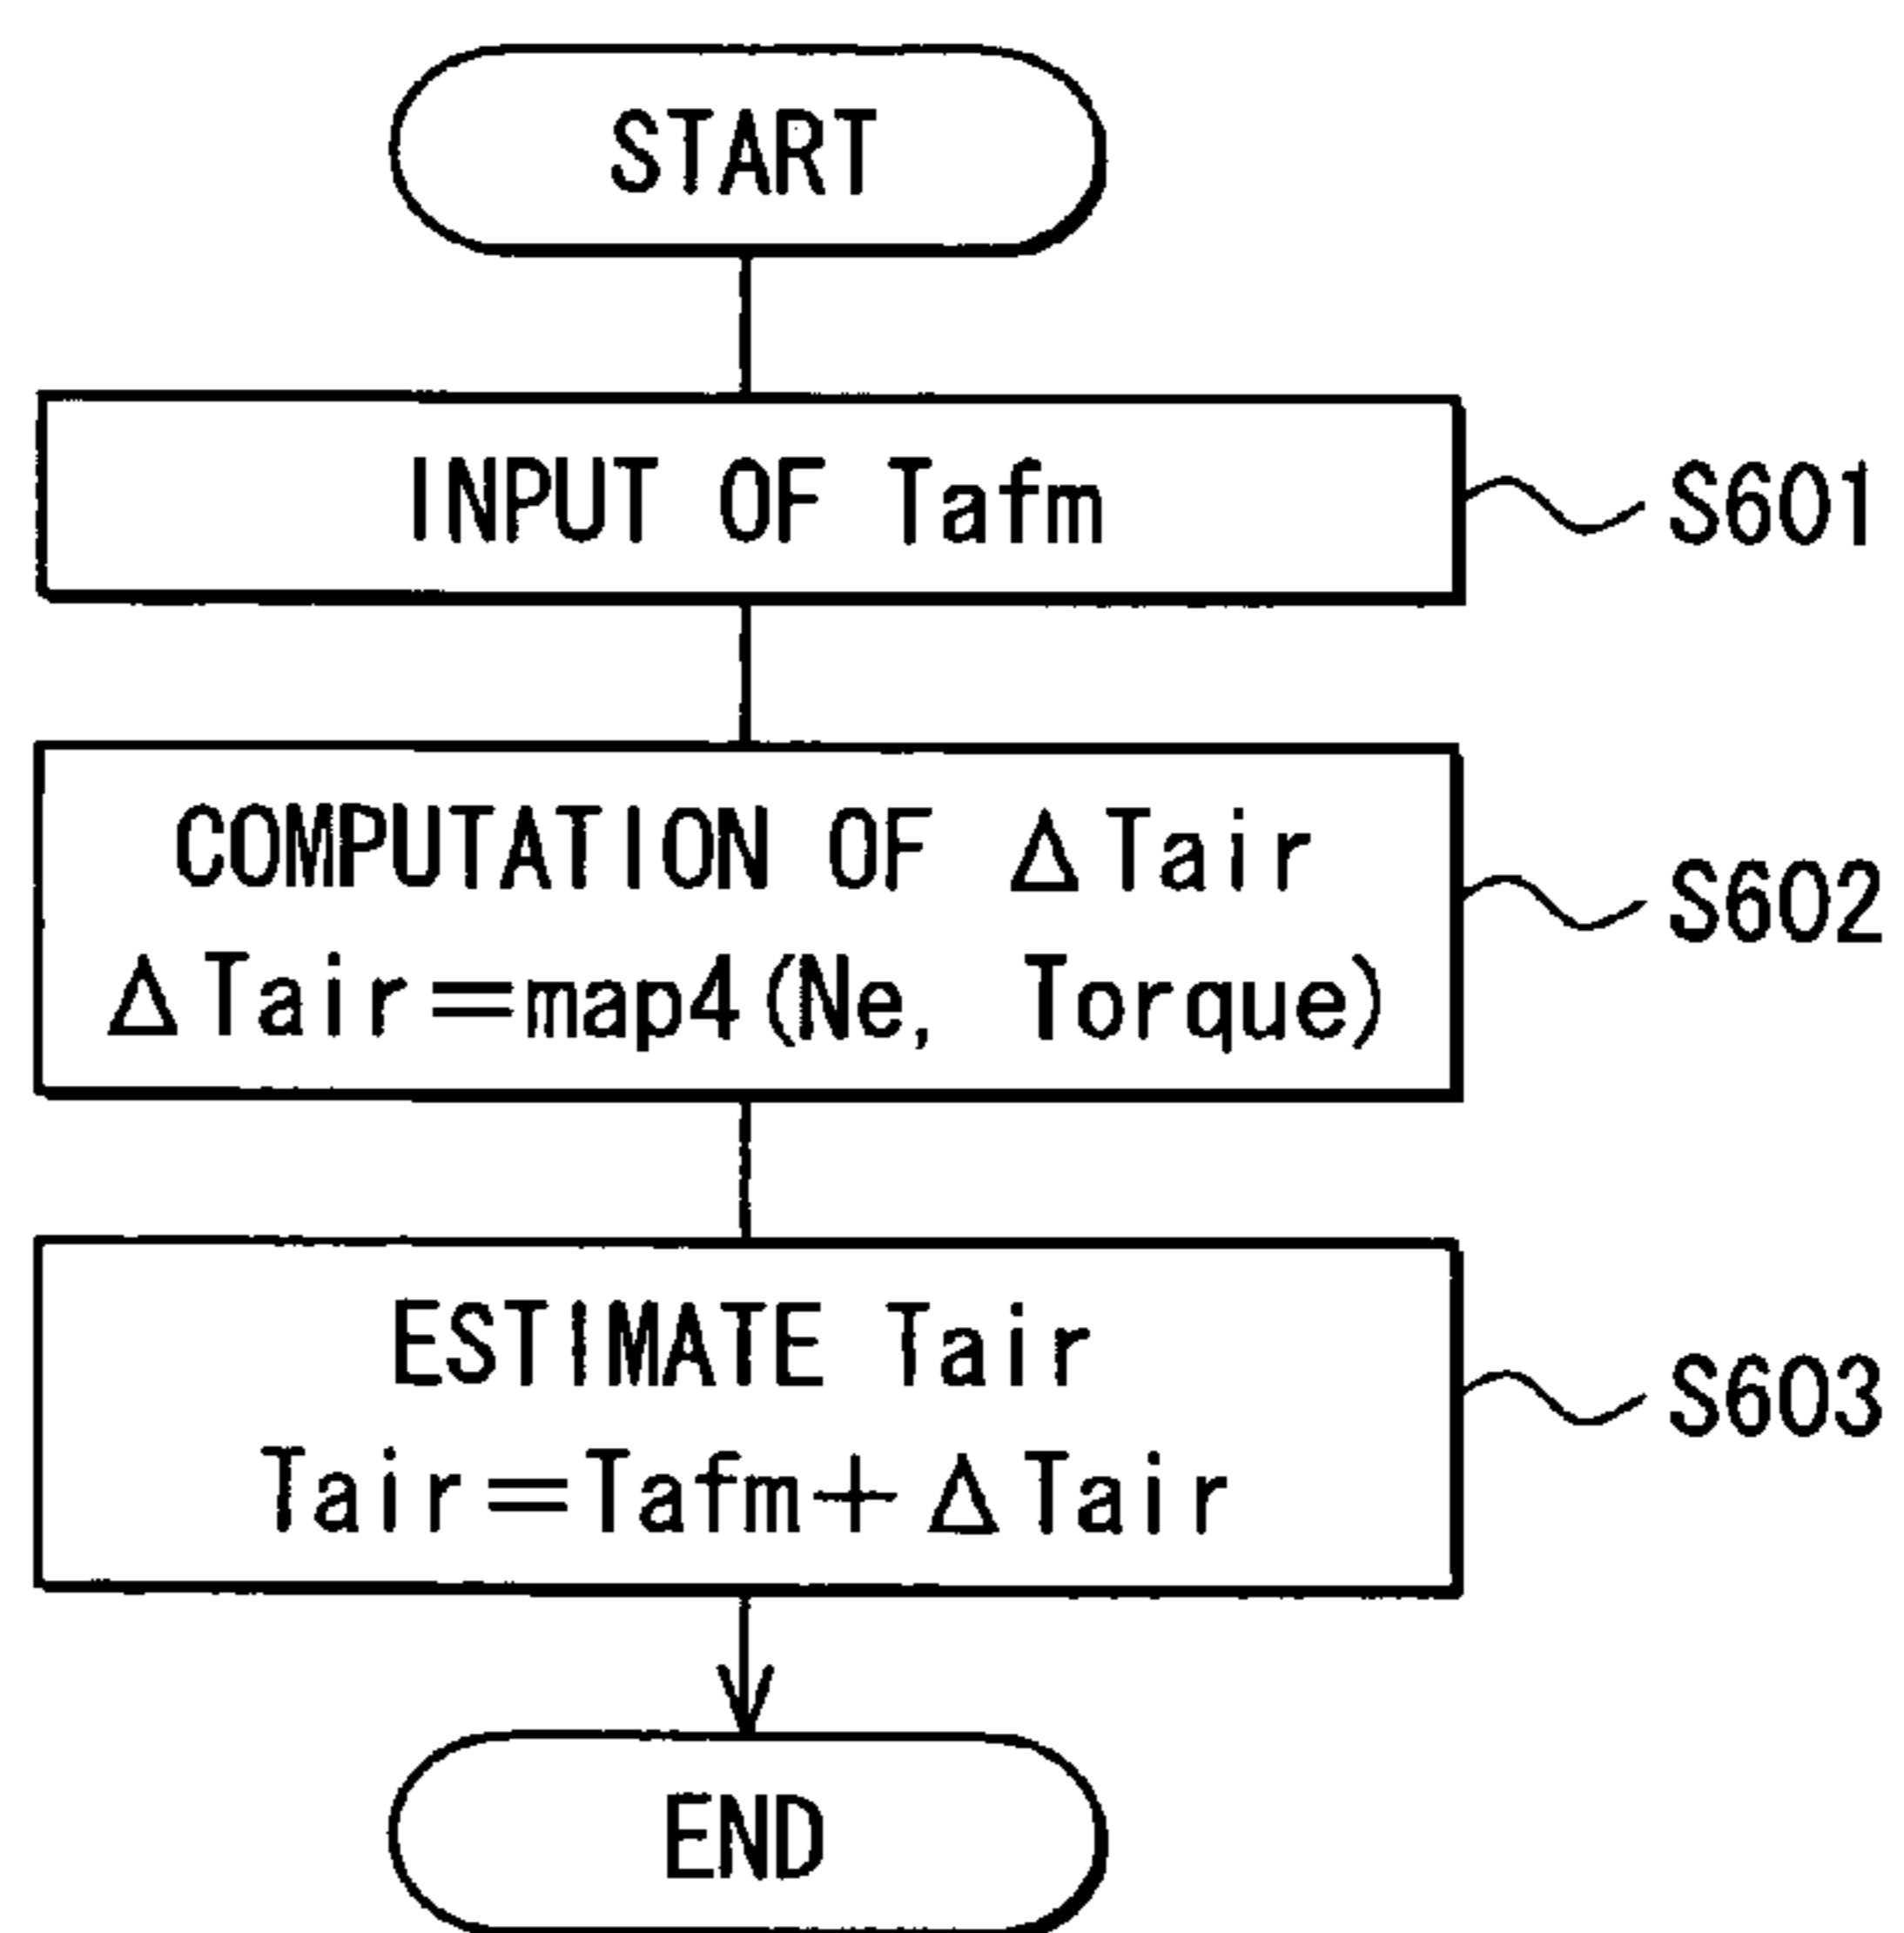 START
INPUT OF Tafm
S601
COMPUTATION OF ΔTair
ΔTair=map4(Ne, Torque)
S602
ESTIMATE Tair
Tair=Tafm+ΔTair
S603
END